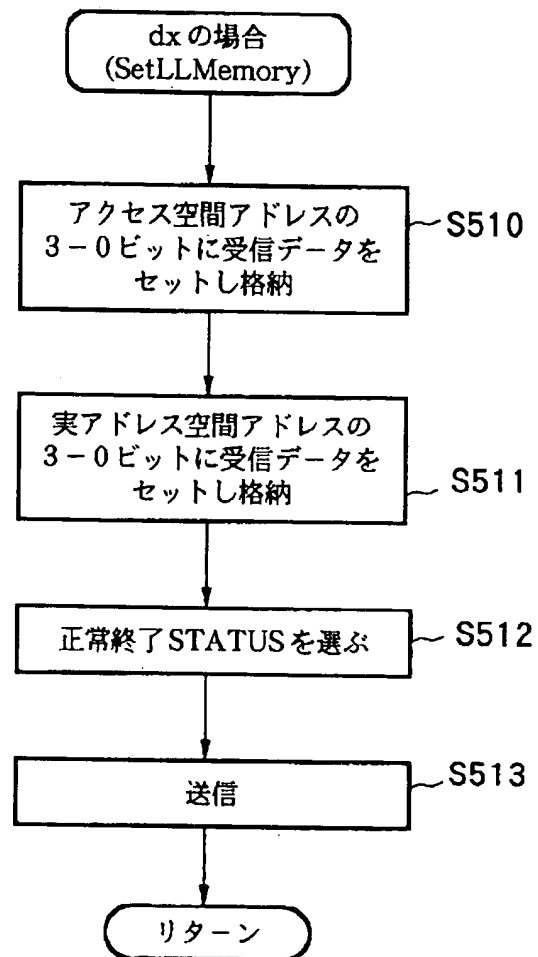 dxの場合
(SetLLMemory)
アクセス空間アドレスの
3－0ビットに受信データを
セットし格納
S510
実アドレス空間アドレスの
3－0ビットに受信データを
セットし格納
S511
正常終了STATUSを選ぶ
S512
送信
S513
リターン